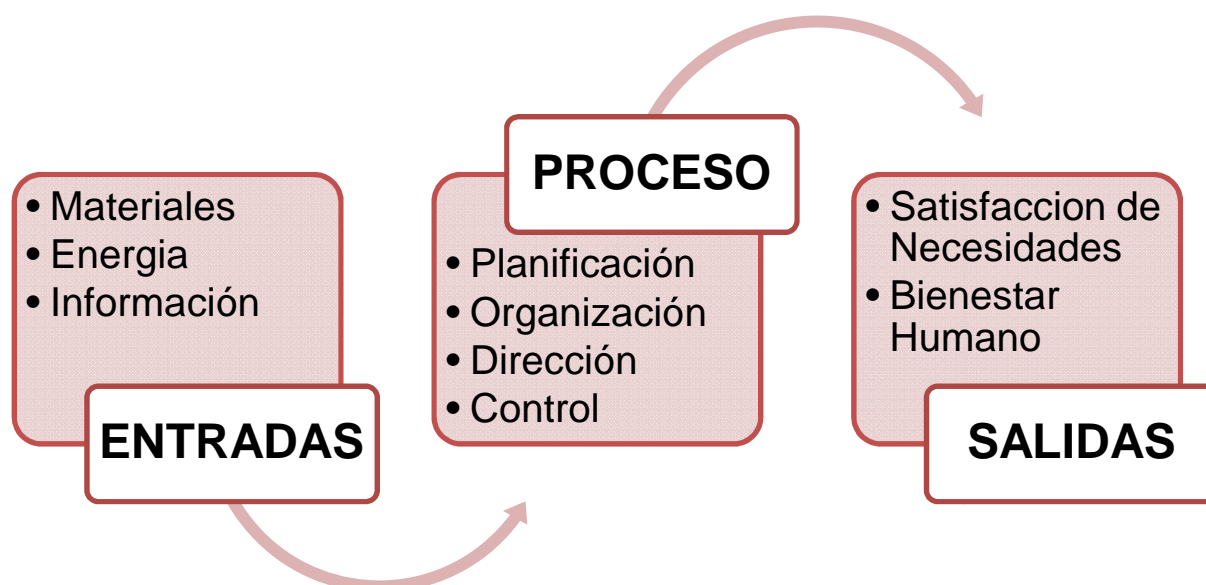 • Materiales
• Energia
• Información
ENTRADAS
PROCESO
• Planificación
• Organización
• Dirección
• Control
• Satisfaccion de
Necesidades
• Bienestar
Humano
SALIDAS